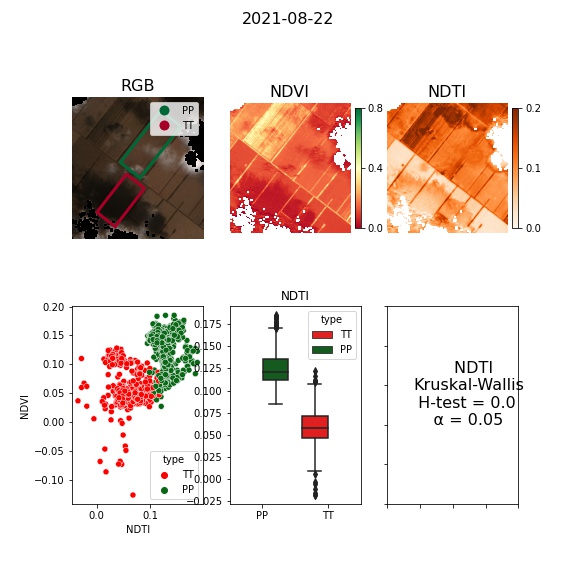 2021-08-22
RGB
NDVI
NDTI
PP
TT
0.8
0.4
0.0
0.2
0.1
0.0
0.20
0.15
0.10
0.05
0.00
−0.05
−0.10
NDVI
0.0
0.1
NDTI
type
TT
PP
NDTI
0.175
0.150
0.125
0.100
0.075
0.050
0.025
0.000
−0.025
PP
TT
type
TT
PP
NDTI
Kruskal-Wallis
H-test = 0.0
α = 0.05